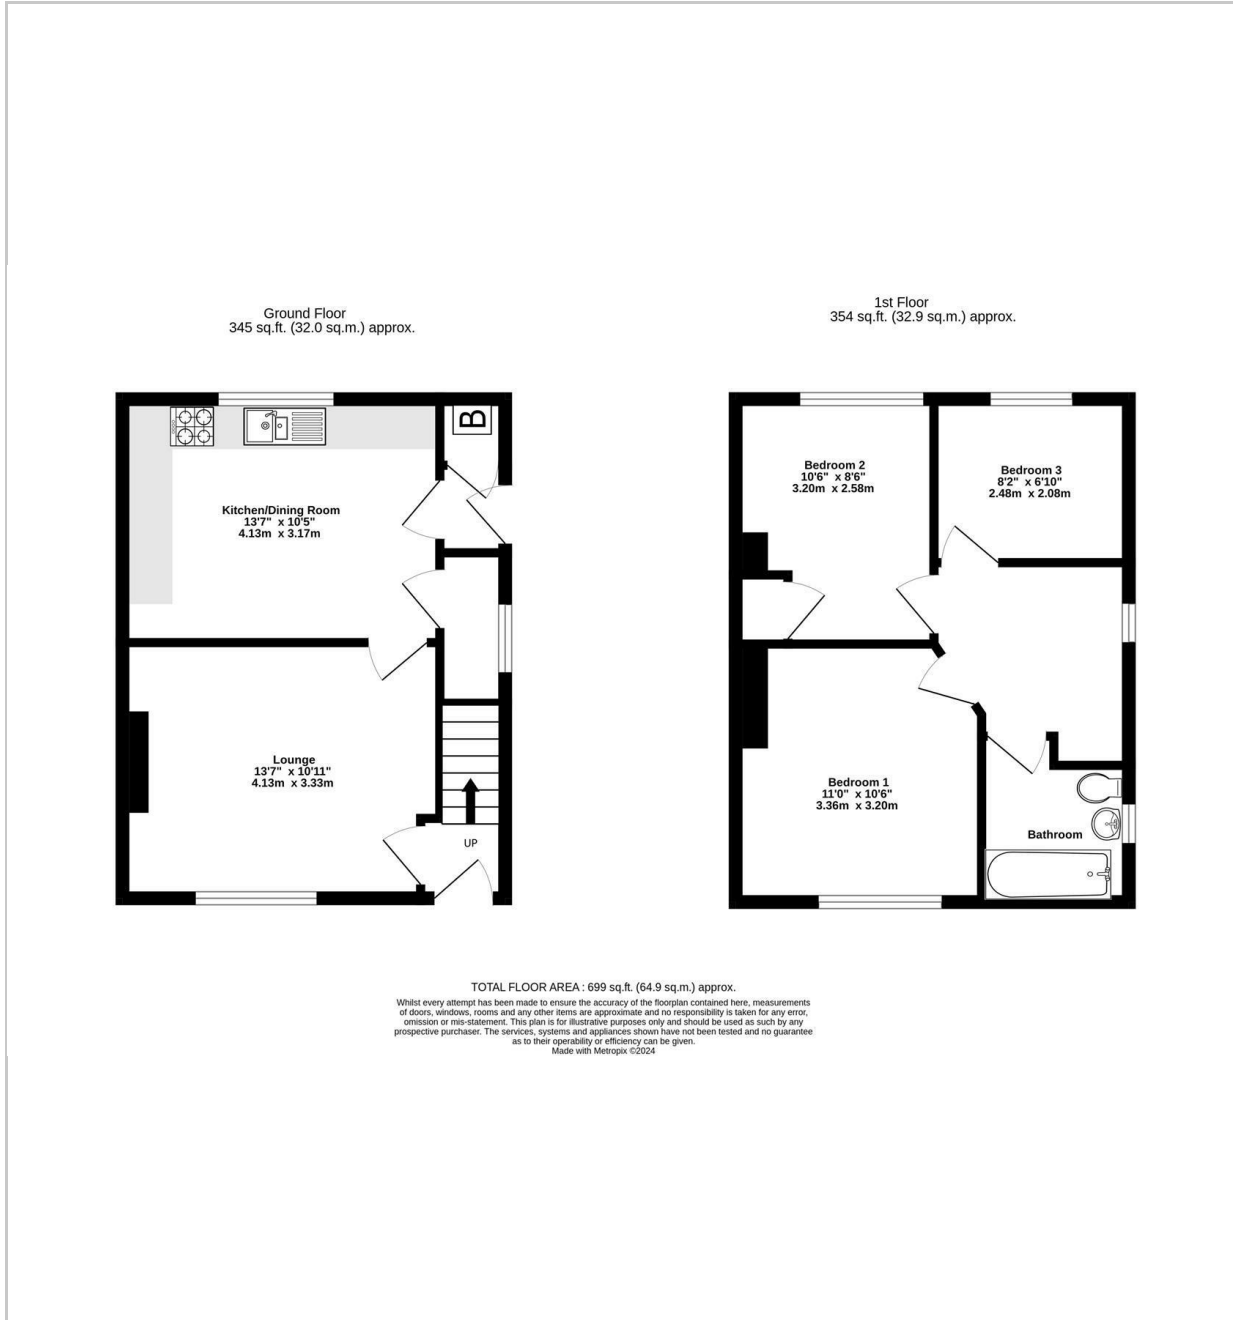 Ground Floor
345 sq.ft. (32.0 sq.m.) approx.
1st Floor
354 sq.ft. (32.9 sq.m.) approx.
B
Kitchen/Dining Room
13'7" x 10'5"
4.13m x 3.17m
Lounge
13'7" x 10'11"
4.13m x 3.33m
UP
Bedroom 2
10'6" x 8'6"
3.20m x 2.58m
Bedroom 3
8'2" x 6'10"
2.48m x 2.08m
Bedroom 1
11'0" x 10'6"
3.36m x 3.20m
Bathroom
TOTAL FLOOR AREA : 699 sq.ft. (64.9 sq.m.) approx.
Whilst every attempt has been made to ensure the accuracy of the floorplan contained here, measurements
of doors, windows, rooms and any other items are approximate and no responsibility is taken for any error,
omission or mis-statement. This plan is for illustrative purposes only and should be used as such by any
prospective purchaser. The services, systems and appliances shown have not been tested and no guarantee
as to their operability or efficiency can be given.
Made with Metropix ©2024